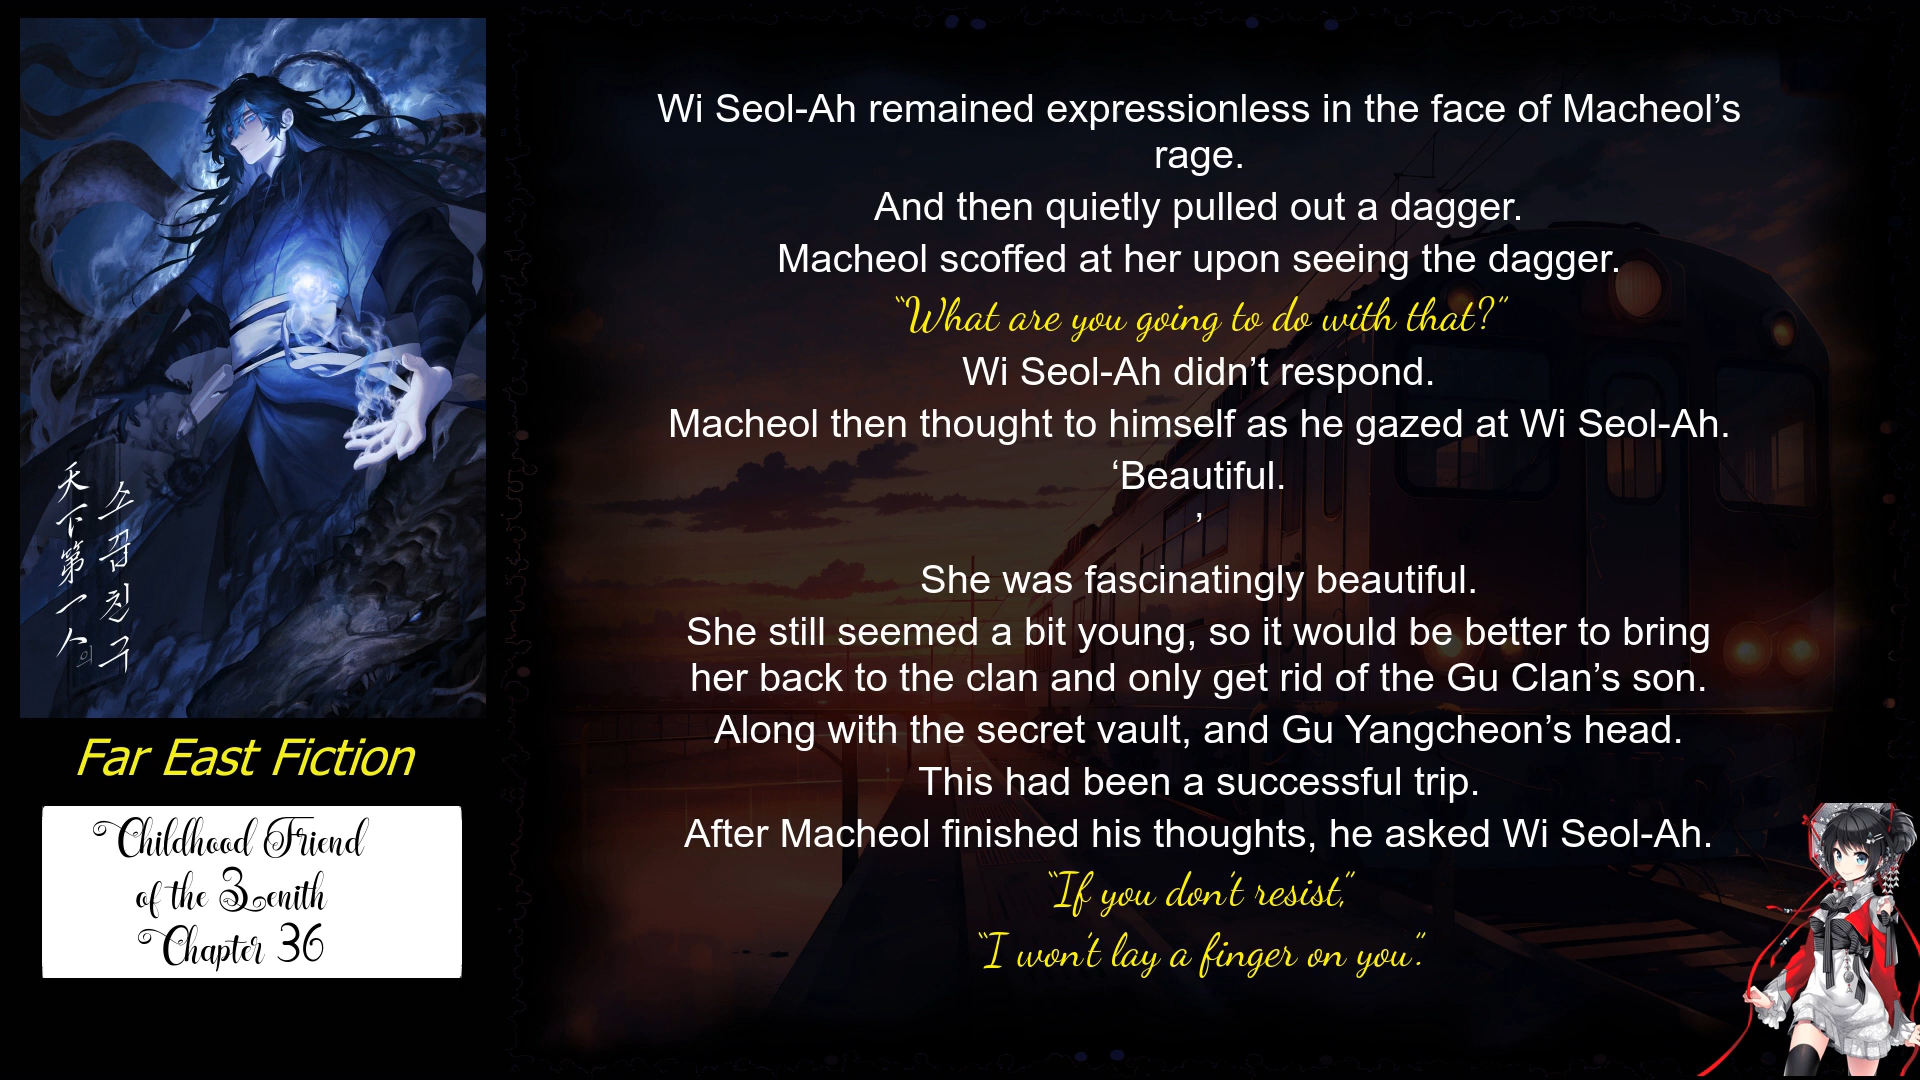 天下第一人의
소꿉친구
Far East Fiction
Childhood Friend
of the Zenith
Chapter 36
Wi Seol-Ah remained expressionless in the face of Macheol’s
rage.
And then quietly pulled out a dagger.
Macheol scoffed at her upon seeing the dagger.
“What are you going to do with that?”
Wi Seol-Ah didn’t respond.
Macheol then thought to himself as he gazed at Wi Seol-Ah.
‘Beautiful.
’
She was fascinatingly beautiful.
She still seemed a bit young, so it would be better to bring
her back to the clan and only get rid of the Gu Clan’s son.
Along with the secret vault, and Gu Yangcheon’s head.
This had been a successful trip.
After Macheol finished his thoughts, he asked Wi Seol-Ah.
“If you don’t resist,”
“I won’t lay a finger on you”.